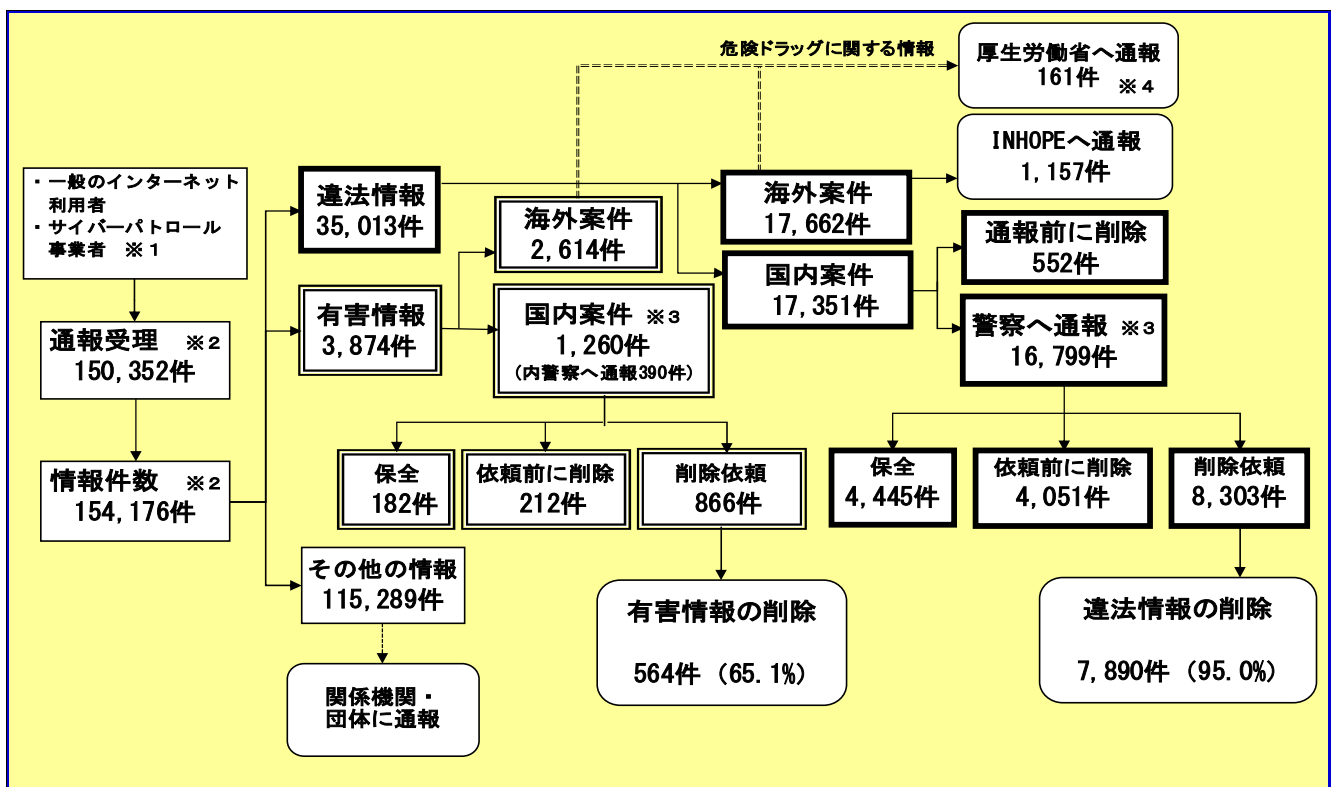 ・一般のインターネット
利用者
・サイバーパトロール
事業者 ※１
通報受理 ※２
150,352件
情報件数 ※２
154,176件
違法情報
35,013件
有害情報
3,874件
その他の情報
115,289件
関係機関・
団体に通報
海外案件
2,614件
国内案件 ※３
1,260件
（内警察へ通報390件）
保全
182件
依頼前に削除
212件
削除依頼
866件
有害情報の削除
564件（65.1%）
危険ドラッグに関する情報
厚生労働省へ通報
161件 ※４
INHOPEへ通報
1,157件
海外案件
17,662件
国内案件
17,351件
通報前に削除
552件
警察へ通報 ※３
16,799件
保全
4,445件
依頼前に削除
4,051件
削除依頼
8,303件
違法情報の削除
7,890件（95.0%）